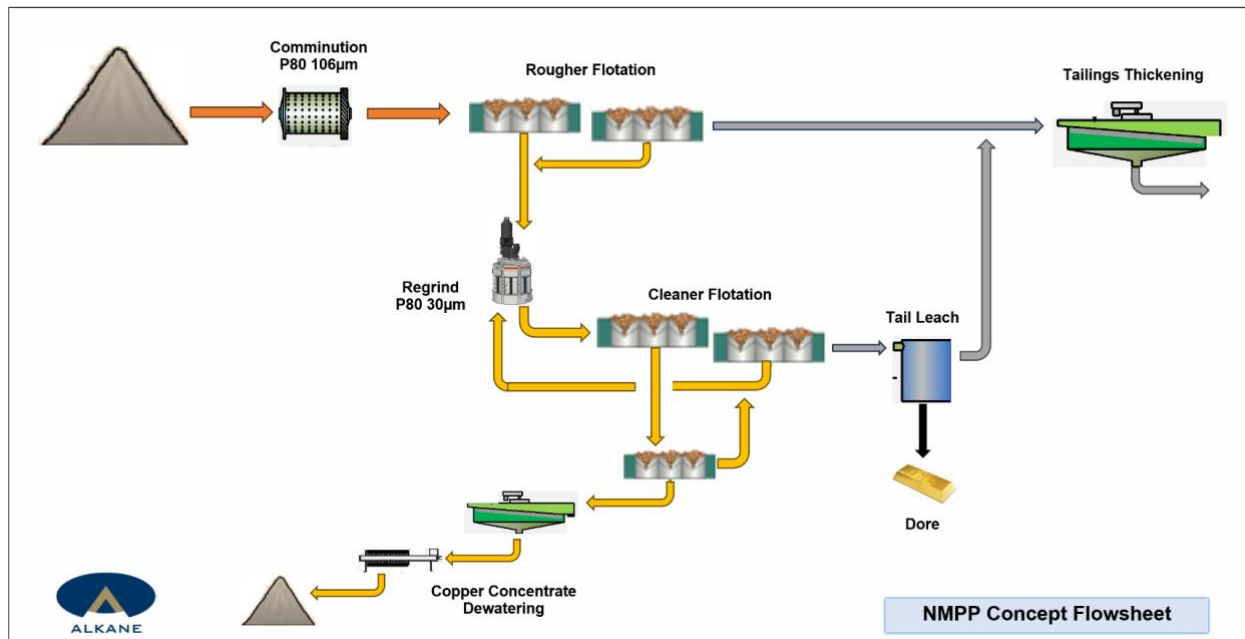 Comminution
P80 106µm
Rougher Flotation
Tailings Thickening
Regrind
P80 30µm
Cleaner Flotation
Tail Leach
Dore
Copper Concentrate
Dewatering
ALKANE
NMPP Concept Flowsheet